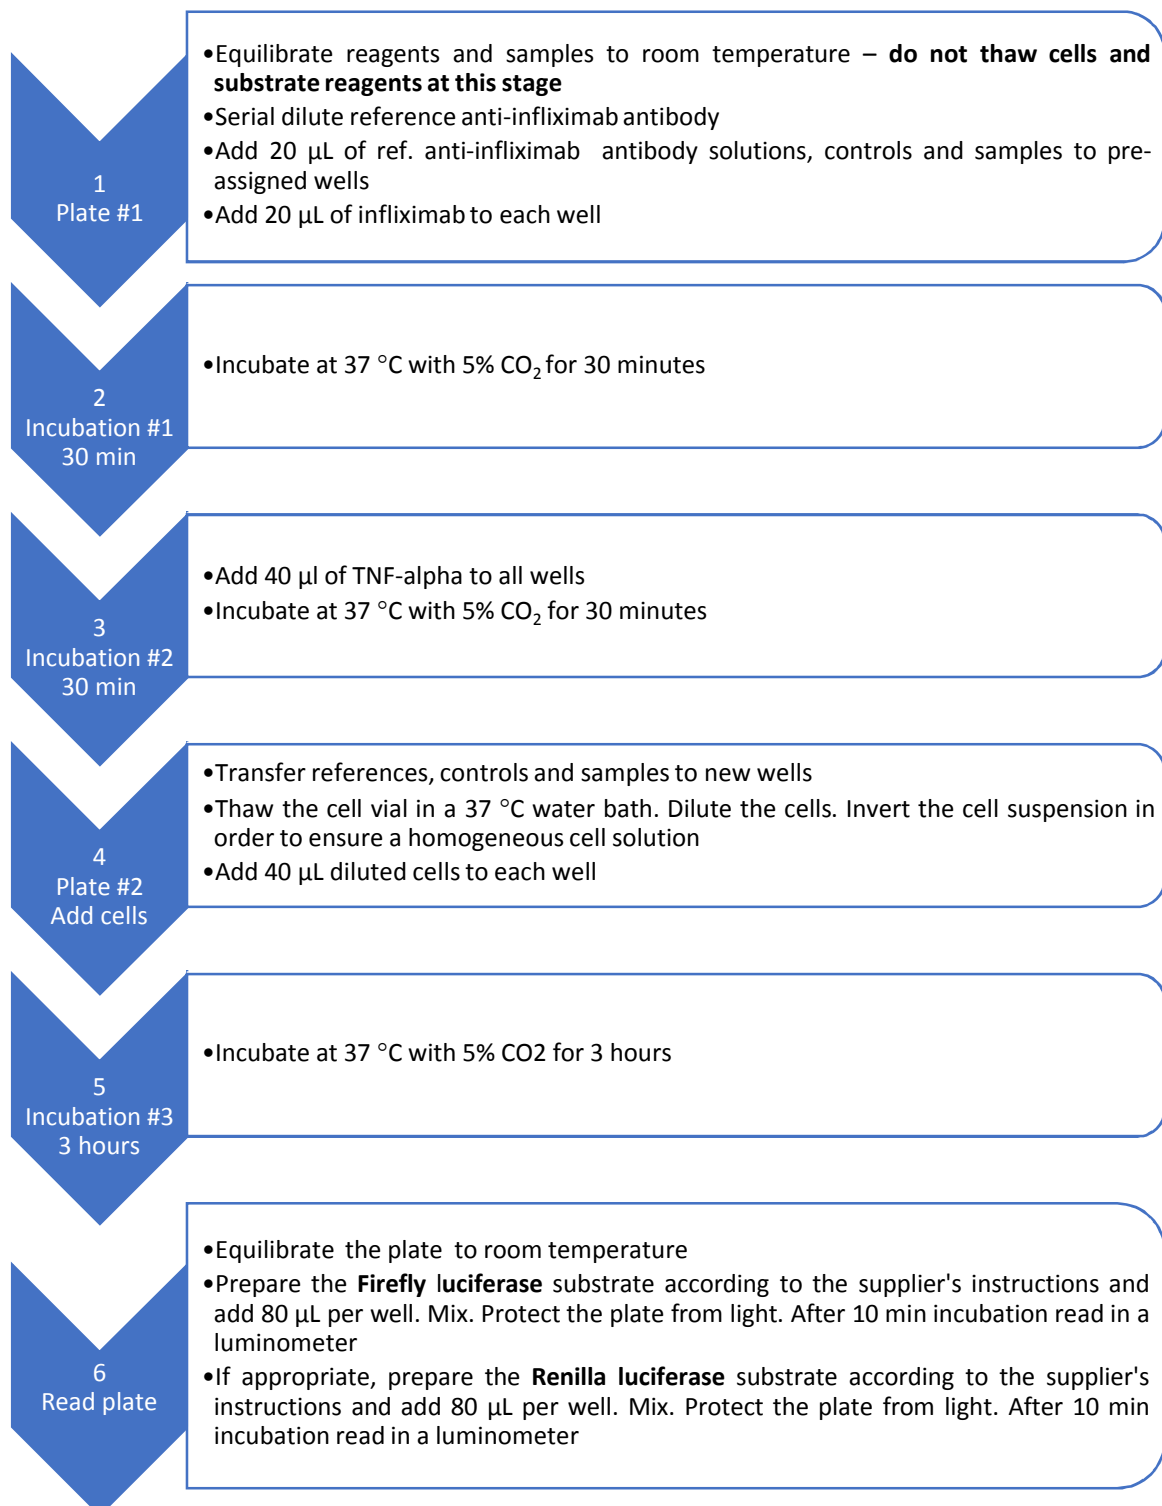 1
Plate #1
•Equilibrate reagents and samples to room temperature – do not thaw cells and
substrate reagents at this stage
•Serial dilute reference anti-infliximab antibody
•Add 20 µL of ref. anti-infliximab antibody solutions, controls and samples to pre-
assigned wells
•Add 20 µL of infliximab to each well
2
Incubation #1
30 min
•Incubate at 37 °C with 5% CO₂ for 30 minutes
3
Incubation #2
30 min
•Add 40 µl of TNF-alpha to all wells
•Incubate at 37 °C with 5% CO₂ for 30 minutes
4
Plate #2
Add cells
•Transfer references, controls and samples to new wells
•Thaw the cell vial in a 37 °C water bath. Dilute the cells. Invert the cell suspension in
order to ensure a homogeneous cell solution
•Add 40 µL diluted cells to each well
5
Incubation #3
3 hours
•Incubate at 37 °C with 5% CO2 for 3 hours
6
Read plate
•Equilibrate the plate to room temperature
•Prepare the Firefly luciferase substrate according to the supplier's instructions and
add 80 µL per well. Mix. Protect the plate from light. After 10 min incubation read in a
luminometer
•If appropriate, prepare the Renilla luciferase substrate according to the supplier's
instructions and add 80 µL per well. Mix. Protect the plate from light. After 10 min
incubation read in a luminometer